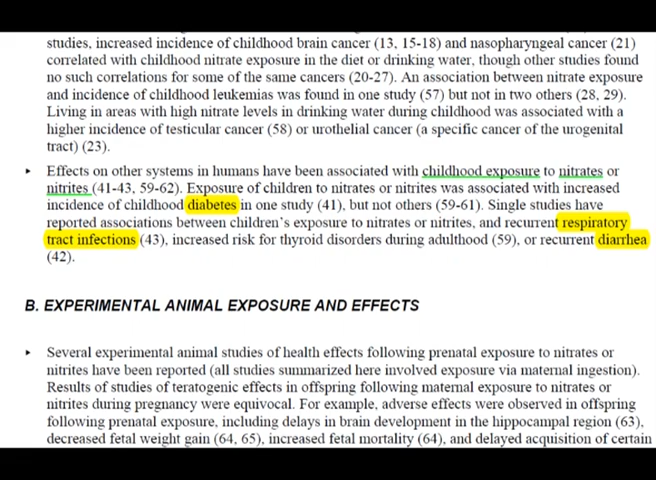 studies, increased incidence of childhood brain cancer (13, 15-18) and nasopharyngeal cancer (21)
correlated with childhood nitrate exposure in the diet or drinking water, though other studies found
no such correlations for some of the same cancers (20-27). An association between nitrate exposure
and incidence of childhood leukemias was found in one study (57) but not in two others (28, 29).
Living in areas with high nitrate levels in drinking water during childhood was associated with a
higher incidence of testicular cancer (58) or urothelial cancer (a specific cancer of the urogenital
tract) (23).
‣ Effects on other systems in humans have been associated with childhood exposure to nitrates or
nitrites (41-43, 59-62). Exposure of children to nitrates or nitrites was associated with increased
incidence of childhood diabetes in one study (41), but not others (59-61). Single studies have
reported associations between children's exposure to nitrates or nitrites, and recurrent respiratory
tract infections (43), increased risk for thyroid disorders during adulthood (59), or recurrent diarrhea
(42).
B. EXPERIMENTAL ANIMAL EXPOSURE AND EFFECTS
‣ Several experimental animal studies of health effects following prenatal exposure to nitrates or
nitrites have been reported (all studies summarized here involved exposure via maternal ingestion).
Results of studies of teratogenic effects in offspring following maternal exposure to nitrates or
nitrites during pregnancy were equivocal. For example, adverse effects were observed in offspring
following prenatal exposure, including delays in brain development in the hippocampal region (63),
decreased fetal weight gain (64, 65), increased fetal mortality (64), and delayed acquisition of certain